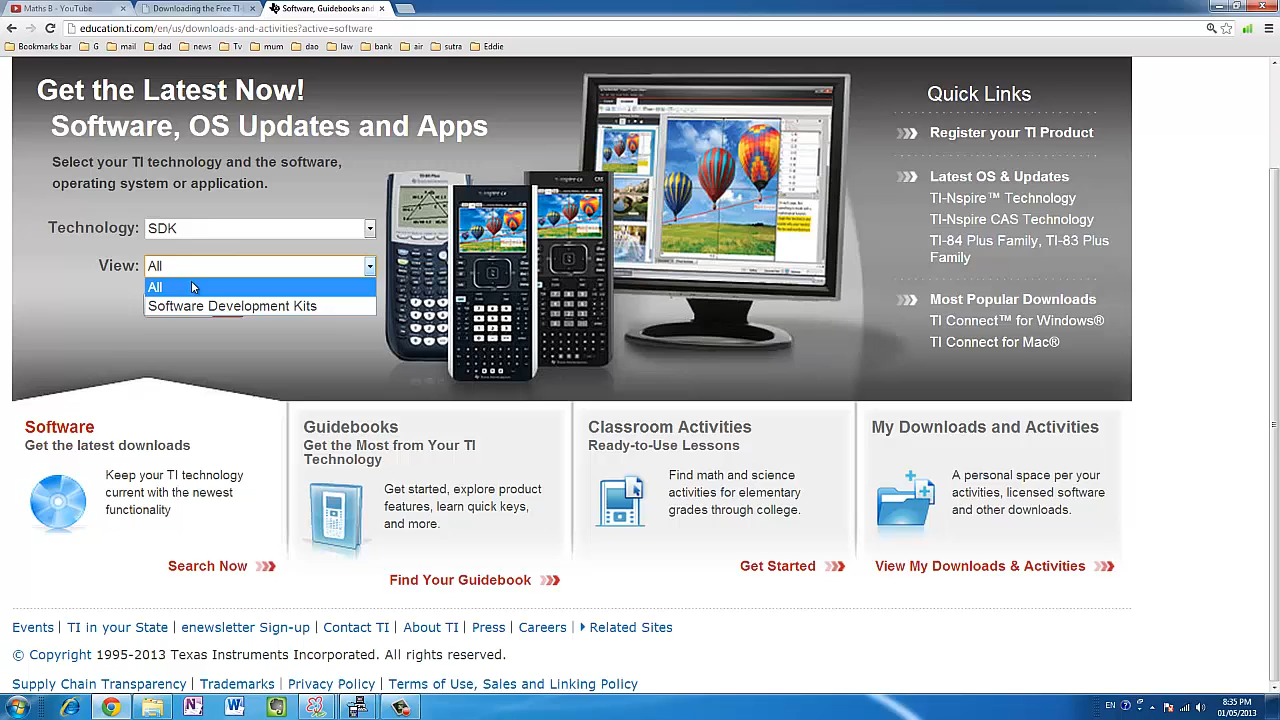 Maths B - YouTube
Downloading the Free TI-
Software, Guidebooks and
education.ti.com/en/us/downloads-and-activities?active=software
Bookmarks bar G mail dad news Tv mum dao law bank air sutra Eddie
Get the Latest Now!
Software, OS Updates and Apps
Select your TI technology and the software,
operating system or application.
Technology: SDK
View: All
All
Software Development Kits
Quick Links
Register your TI Product
Latest OS & Updates
TI-Nspire™ Technology
TI-Nspire CAS Technology
TI-84 Plus Family, TI-83 Plus
Family
Most Popular Downloads
TI Connect™ for Windows®
TI Connect for Mac®
Software
Get the latest downloads
Keep your TI technology
current with the newest
functionality
Search Now
Guidebooks
Get the Most from Your TI
Technology
Get started, explore product
features, learn quick keys,
and more.
Find Your Guidebook
Classroom Activities
Ready-to-Use Lessons
Find math and science
activities for elementary
grades through college.
Get Started
My Downloads and Activities
A personal space per your
activities, licensed software
and other downloads.
View My Downloads & Activities
Events | TI in your State | enewsletter Sign-up | Contact TI | About TI | Press | Careers | Related Sites
© Copyright 1995-2013 Texas Instruments Incorporated. All rights reserved.
Supply Chain Transparency | Trademarks | Privacy Policy | Terms of Use, Sales and Linking Policy
EN
8:35 PM
01/05/2013